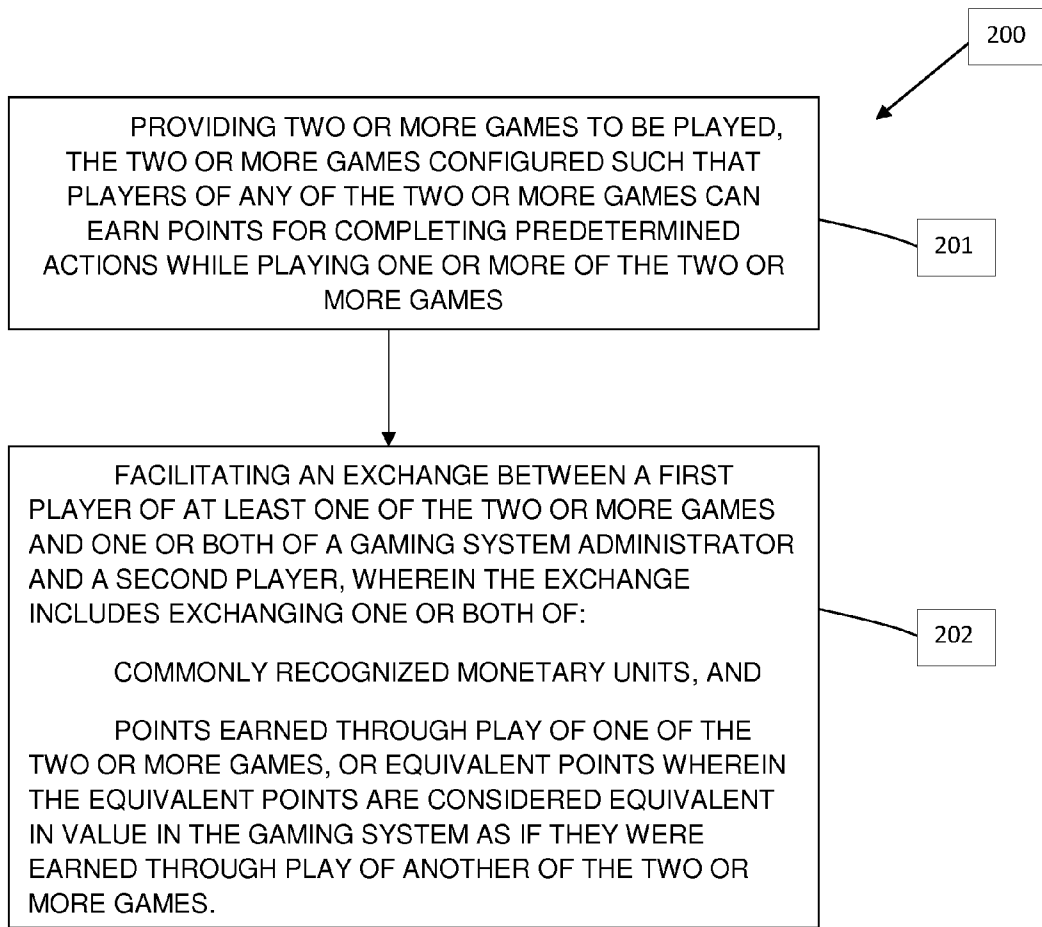 200
PROVIDING TWO OR MORE GAMES TO BE PLAYED,
THE TWO OR MORE GAMES CONFIGURED SUCH THAT
PLAYERS OF ANY OF THE TWO OR MORE GAMES CAN
EARN POINTS FOR COMPLETING PREDETERMINED
ACTIONS WHILE PLAYING ONE OR MORE OF THE TWO OR
MORE GAMES
201
FACILITATING AN EXCHANGE BETWEEN A FIRST
PLAYER OF AT LEAST ONE OF THE TWO OR MORE GAMES
AND ONE OR BOTH OF A GAMING SYSTEM ADMINISTRATOR
AND A SECOND PLAYER, WHEREIN THE EXCHANGE
INCLUDES EXCHANGING ONE OR BOTH OF:
COMMONLY RECOGNIZED MONETARY UNITS, AND
POINTS EARNED THROUGH PLAY OF ONE OF THE
TWO OR MORE GAMES, OR EQUIVALENT POINTS WHEREIN
THE EQUIVALENT POINTS ARE CONSIDERED EQUIVALENT
IN VALUE IN THE GAMING SYSTEM AS IF THEY WERE
EARNED THROUGH PLAY OF ANOTHER OF THE TWO OR
MORE GAMES.
202